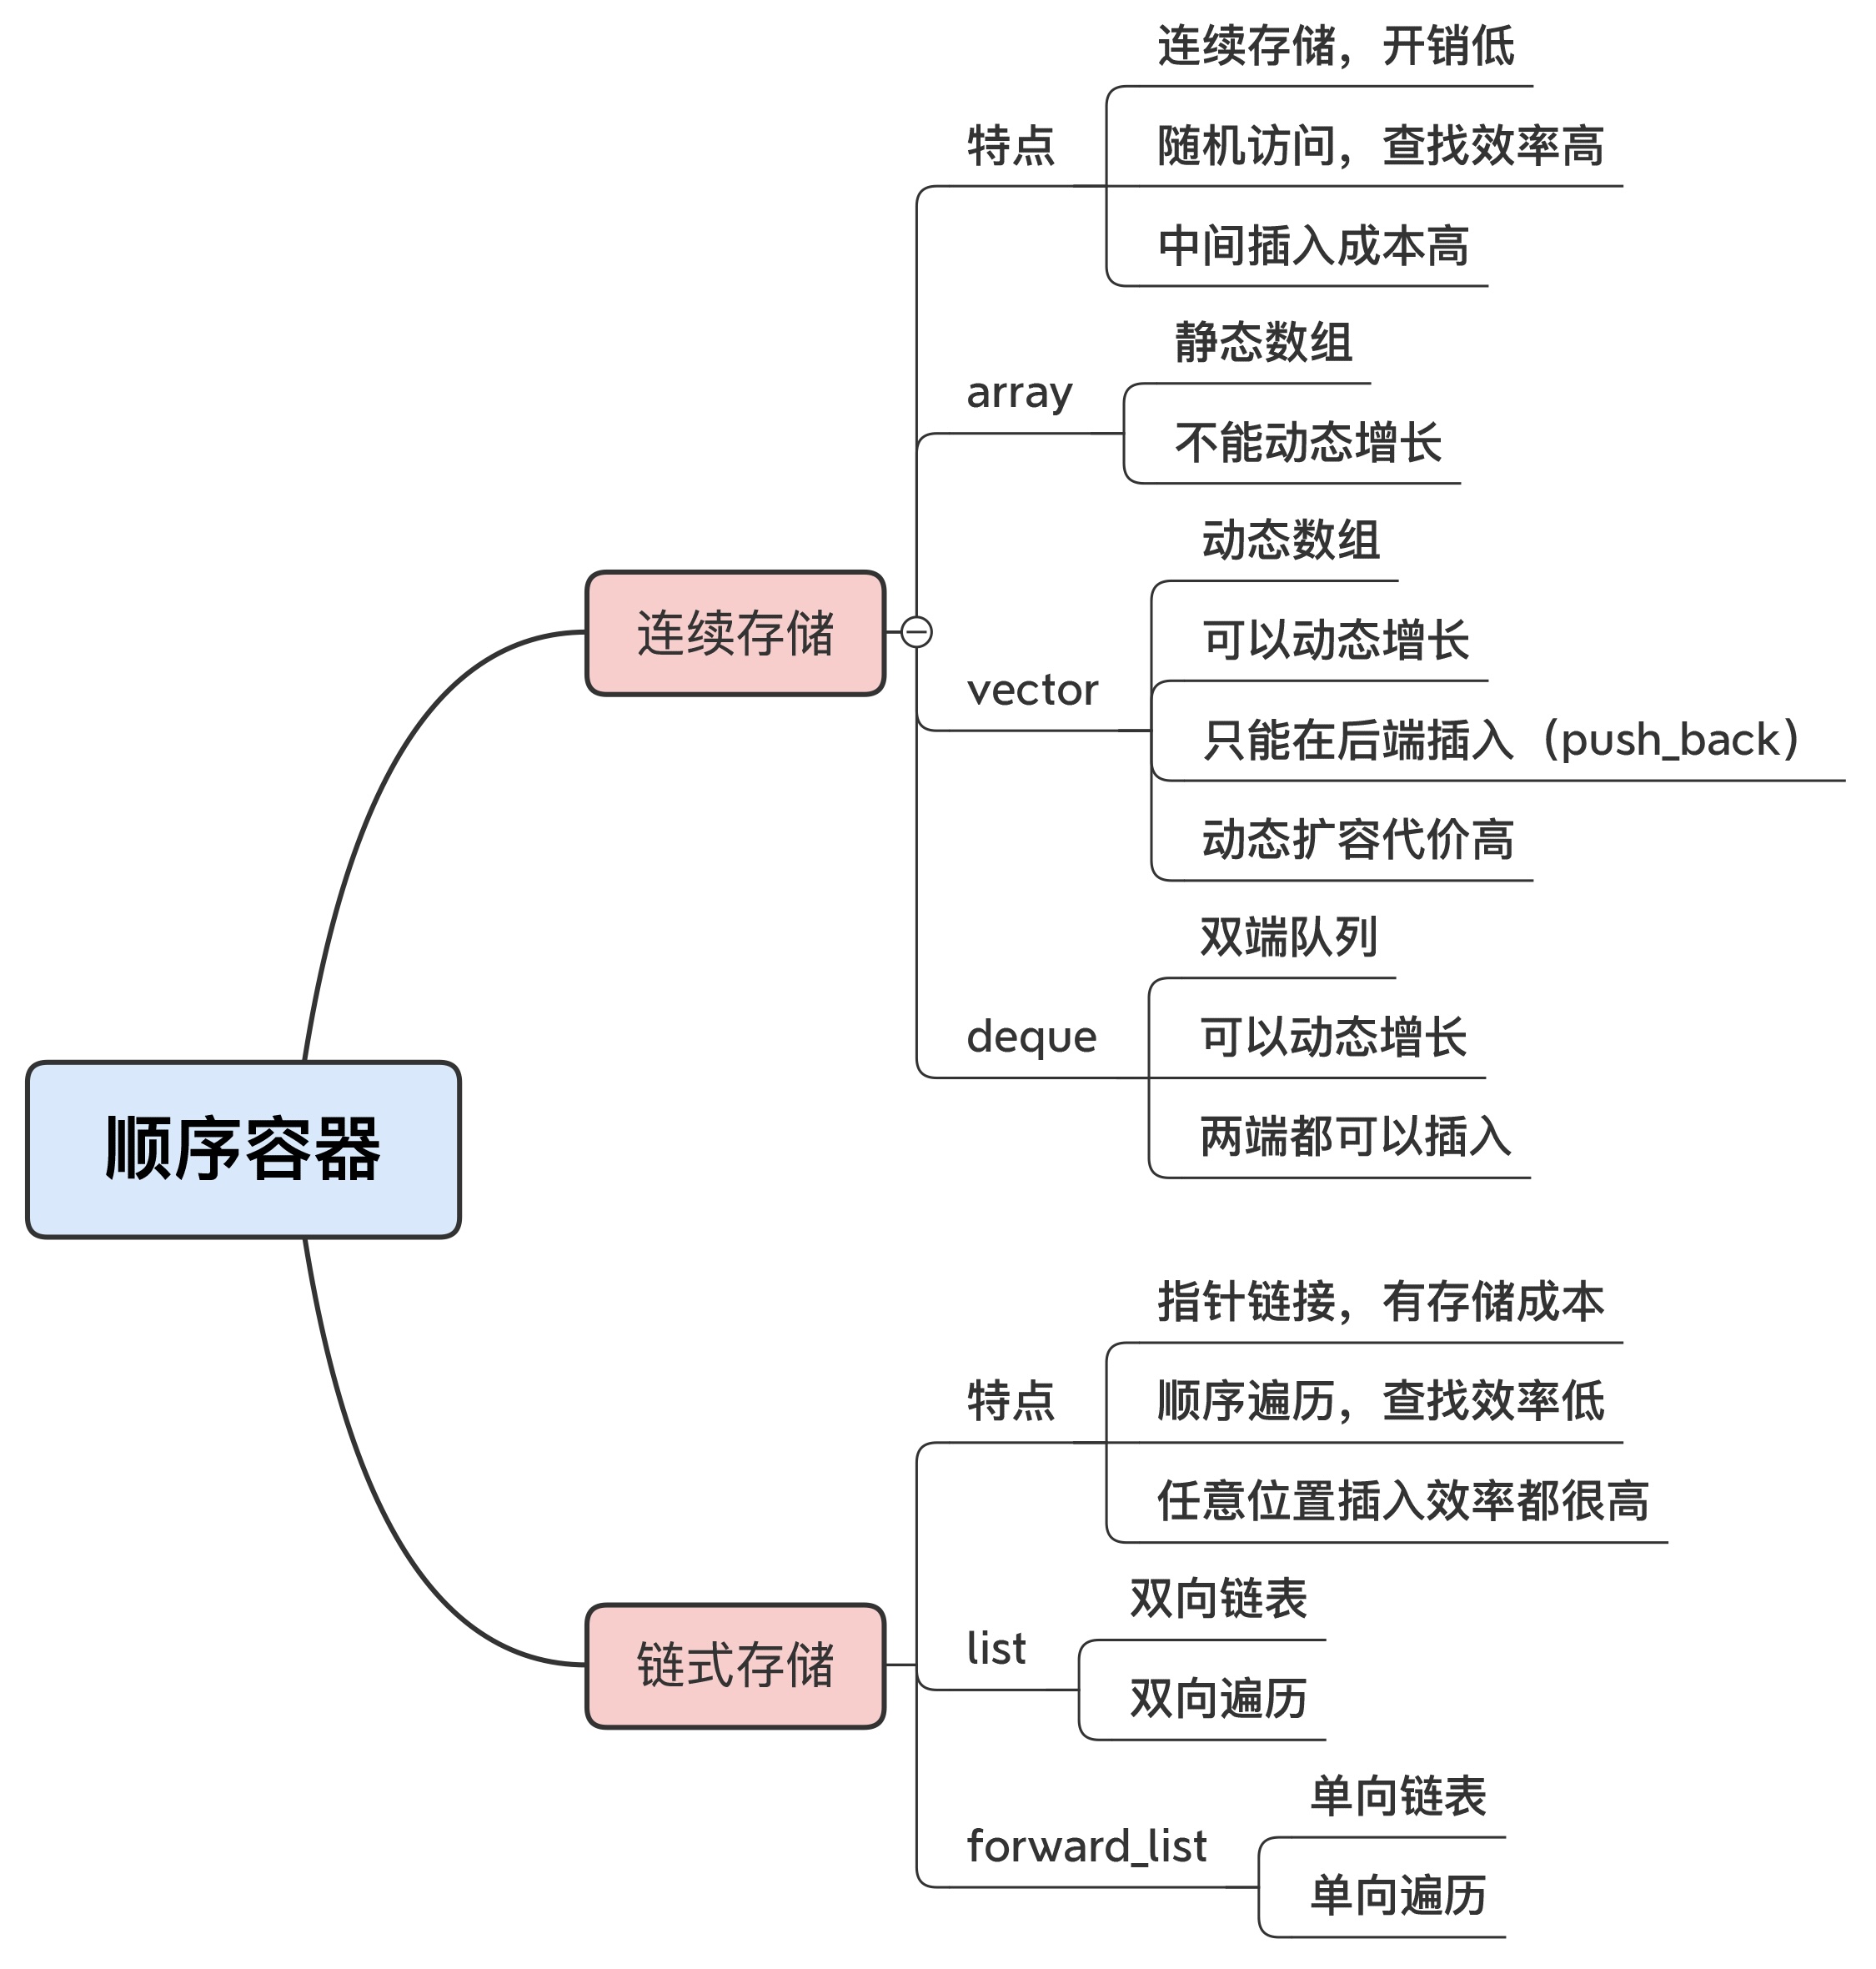 顺序容器
连续存储
特点
连续存储，开销低
随机访问，查找效率高
中间插入成本高
array
静态数组
不能动态增长
vector
动态数组
可以动态增长
只能在后端插入（push_back）
动态扩容代价高
deque
双端队列
可以动态增长
两端都可以插入
链式存储
特点
指针链接，有存储成本
顺序遍历，查找效率低
任意位置插入效率都很高
list
双向链表
双向遍历
forward_list
单向链表
单向遍历